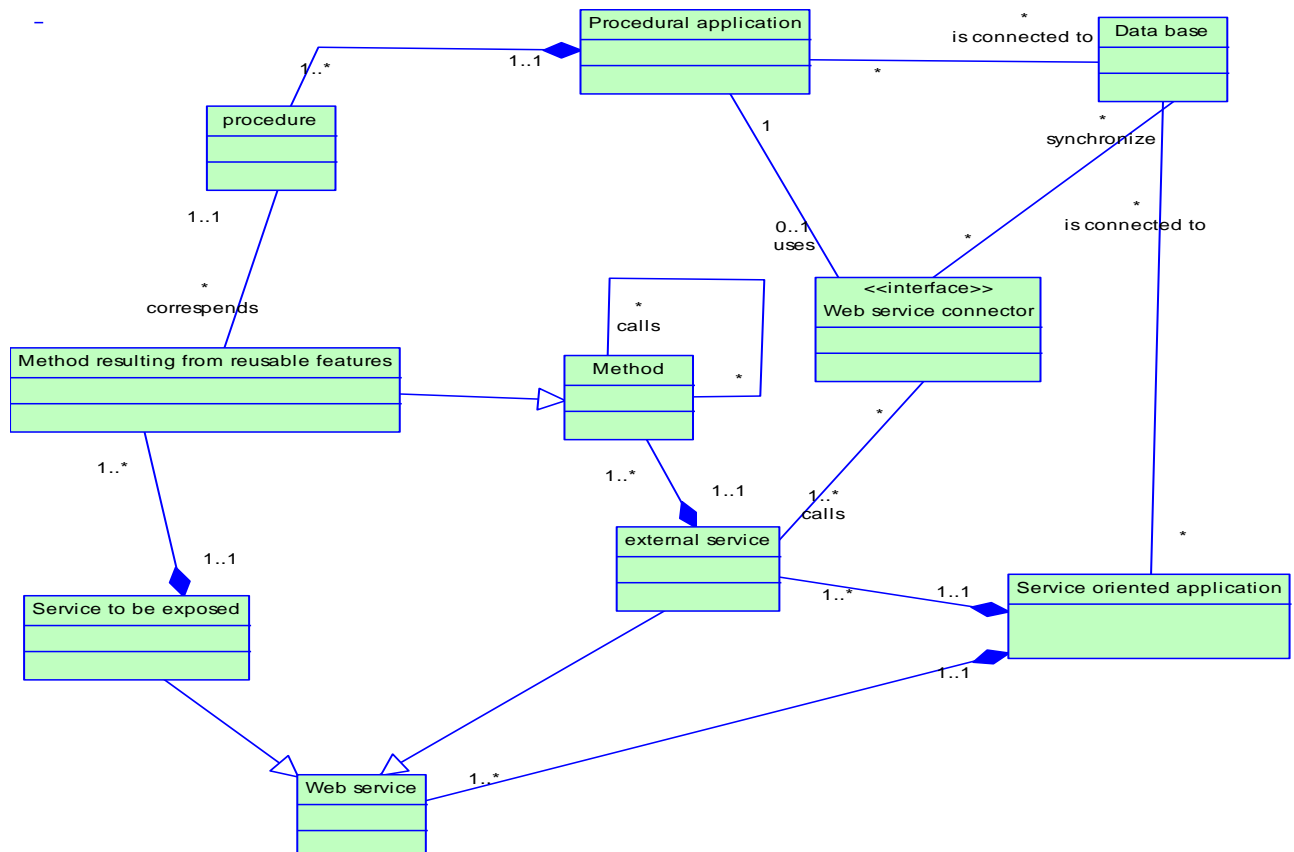 Procedural application
*
is connected to
Data base
1..*
1..1
*
procedure
1
*
synchronize
1..1
*
is connected to
0..1
uses
*
*
correspends
<<interface>>
Web service connector
*
calls
Method resulting from reusable features
Method
*
*
1..*
1..*
1..1
1..*
calls
external service
*
1..1
Service to be exposed
1..*
1..1
Service oriented application
1..1
1..*
Web service